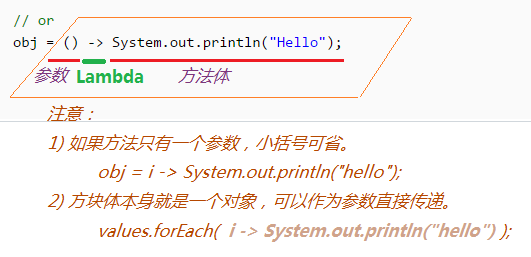 // or
obj = () -> System.out.println("Hello");
参数 Lambda 方法体
注意：
1) 如果方法只有一个参数，小括号可省。
obj = i -> System.out.println("hello");
2) 方块体本身就是一个对象，可以作为参数直接传递。
values.forEach( i -> System.out.println("hello") );